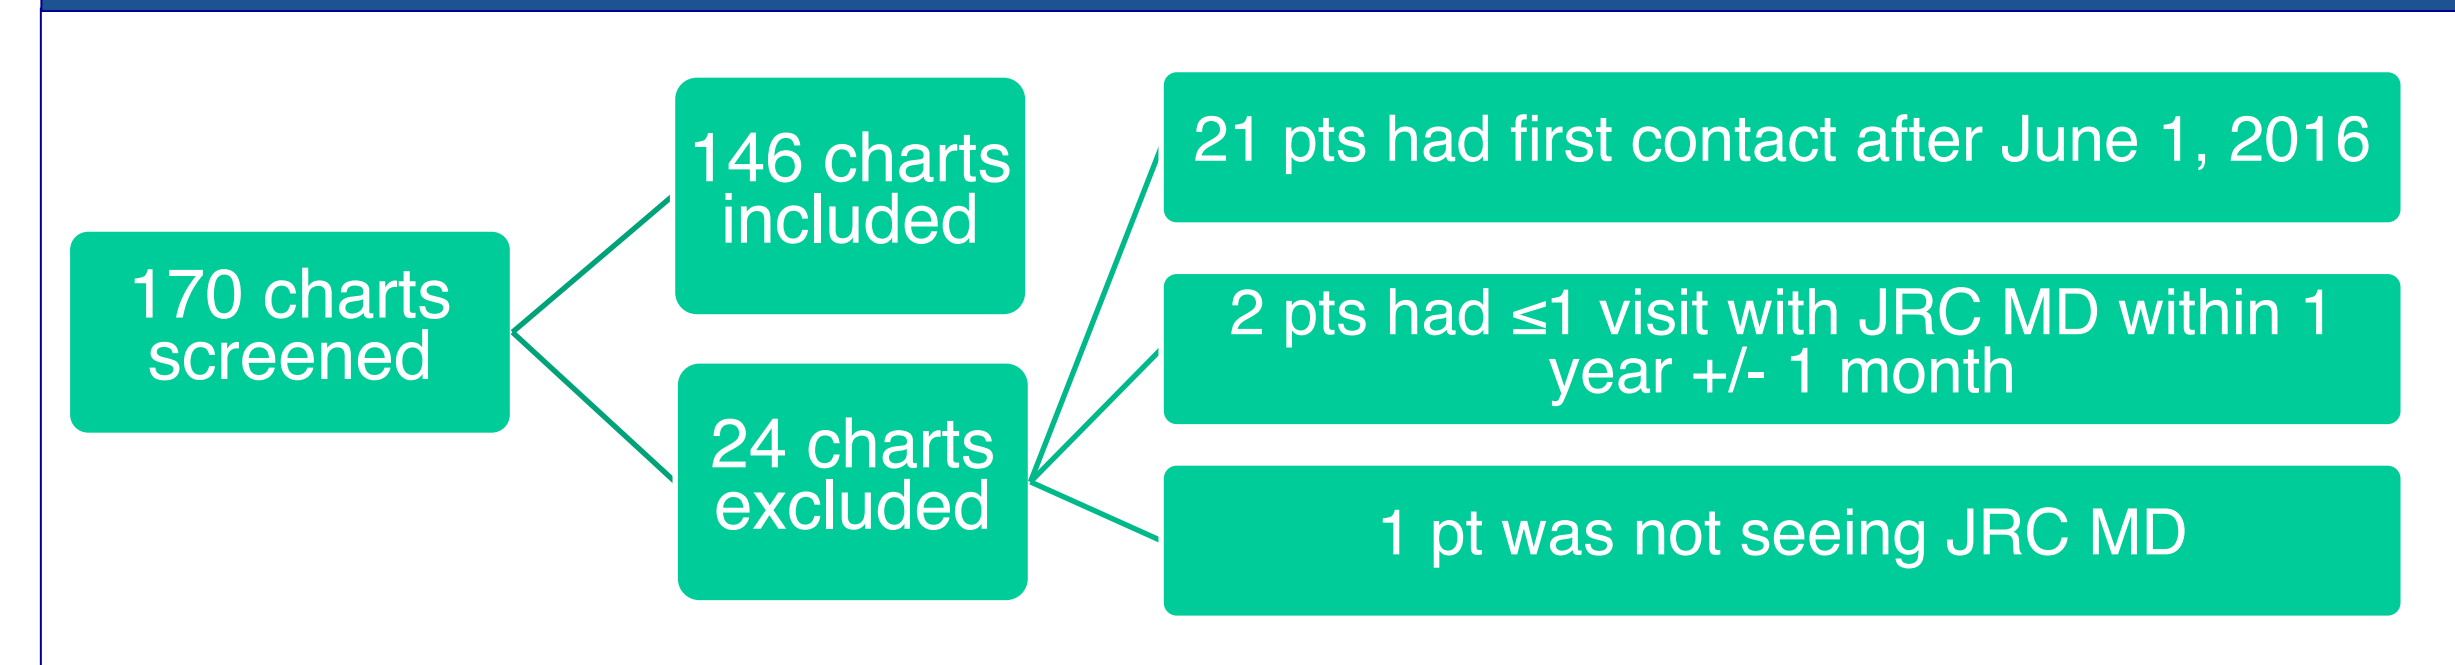 170 charts
screened
146 charts
included
24 charts
excluded
21 pts had first contact after June 1, 2016
2 pts had ≤1 visit with JRC MD within 1
year +/- 1 month
1 pt was not seeing JRC MD